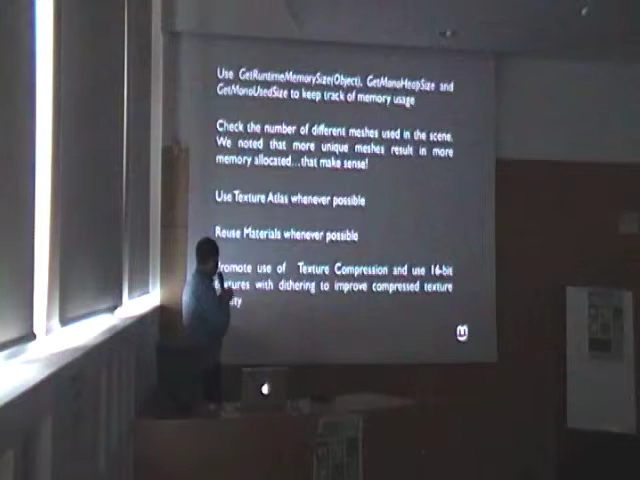 Use GetRuntimeMemorySize(Object), GetMonoHeapSize and
GetMonoUsedSize to keep track of memory usage
Check the number of different meshes used in the scene.
We noted that more unique meshes result in more
memory allocated...that make sense!
Use Texture Atlas whenever possible
Reuse Materials whenever possible
romote use of Texture Compression and use 16-bit
with dithering to improve compressed texture